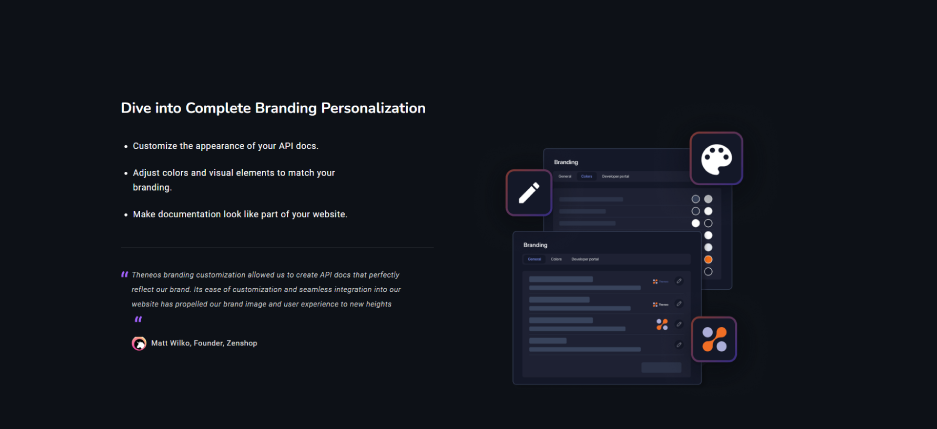 Dive into Complete Branding Personalization
Customize the appearance of your API docs.
Adjust colors and visual elements to match your
branding.
Make documentation look like part of your website.
“ Theneos branding customization allowed us to create API docs that perfectly
reflect our brand. Its ease of customization and seamless integration into our
website has propelled our brand image and user experience to new heights
“
Matt Wilko, Founder, Zenshop
Branding
General Colors Developer portal
Branding
General Colors Developer portal